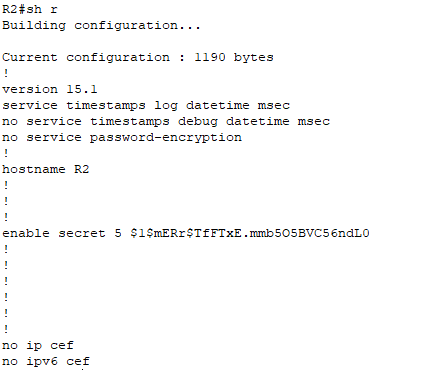 R2#sh r
Building configuration...
Current configuration : 1190 bytes
!
version 15.1
service timestamps log datetime msec
no service timestamps debug datetime msec
no service password-encryption
!
hostname R2
!
!
!
enable secret 5 $1$mERr$TfFTxE.mmb5O5BVC56ndL0
!
!
!
!
!
!
no ip cef
no ipv6 cef